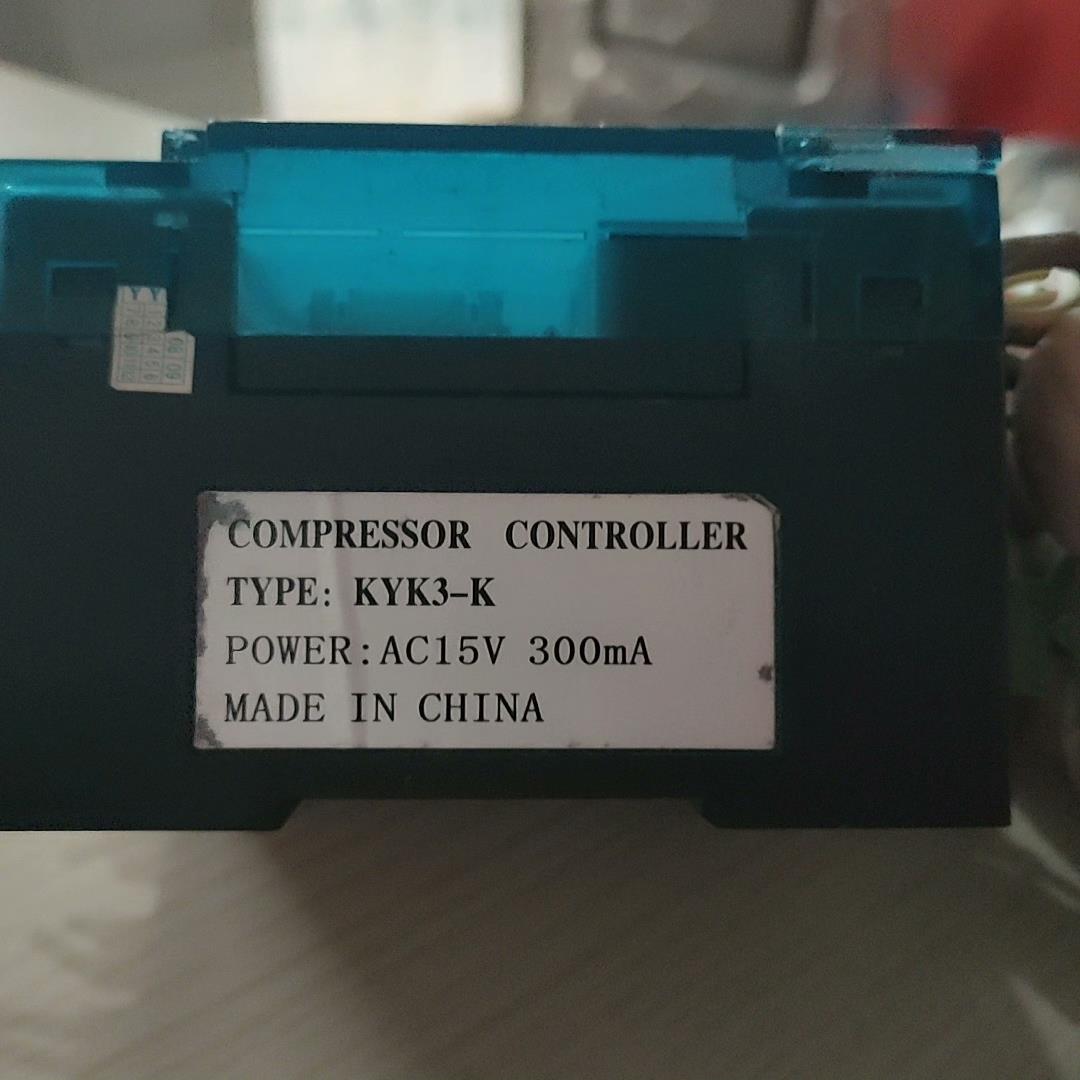 COMPRESSOR CONTROLLER
TYPE: KYK3-K
POWER:AC15V 300mA
MADE IN CHINA